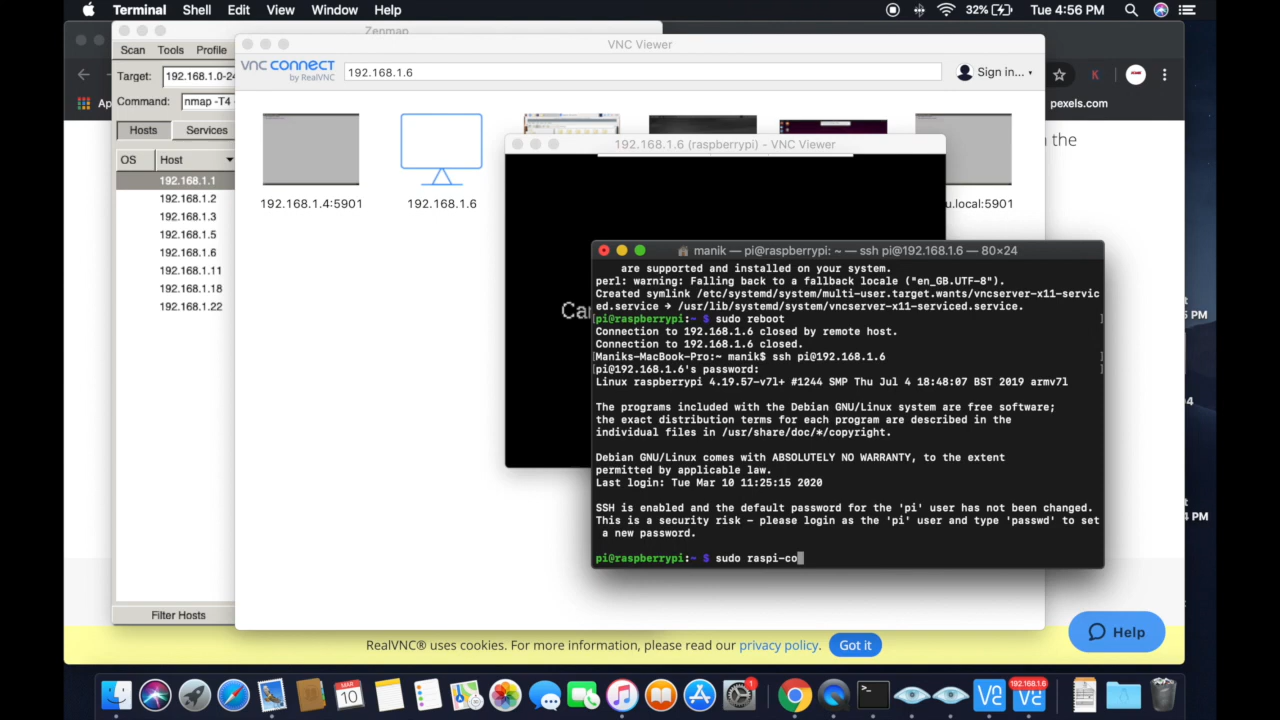 Terminal Shell Edit View Window Help 32% Tue 4:56 PM
Zenmap
Scan Tools Profile
Target: 192.168.1.0-24
Command: nmap -T4
Hosts Services
OS Host
192.168.1.1
192.168.1.2
192.168.1.3
192.168.1.5
192.168.1.6
192.168.1.11
192.168.1.18
192.168.1.22
Filter Hosts
VNC Viewer
VNC CONNECT
by RealVNC
192.168.1.6
Sign in...
K
pexels.com
the
192.168.1.4:5901
192.168.1.6
u.local:5901
192.168.1.6 (raspberrypi) - VNC Viewer
Ca
manik — pi@raspberrypi: ~ — ssh pi@192.168.1.6 — 80×24
are supported and installed on your system.
perl: warning: Falling back to a fallback locale ("en_GB.UTF-8").
Created symlink /etc/systemd/system/multi-user.target.wants/vncserver-x11-servic
ed.service → /usr/lib/systemd/system/vncserver-x11-serviced.service.
pi@raspberrypi:~ $ sudo reboot
Connection to 192.168.1.6 closed by remote host.
Connection to 192.168.1.6 closed.
[Maniks-MacBook-Pro:~ manik$ ssh pi@192.168.1.6 ]
[pi@192.168.1.6's password: ]
Linux raspberrypi 4.19.57-v7l+ #1244 SMP Thu Jul 4 18:48:07 BST 2019 armv7l
The programs included with the Debian GNU/Linux system are free software;
the exact distribution terms for each program are described in the
individual files in /usr/share/doc/*/copyright.
Debian GNU/Linux comes with ABSOLUTELY NO WARRANTY, to the extent
permitted by applicable law.
Last login: Tue Mar 10 11:25:15 2020
SSH is enabled and the default password for the 'pi' user has not been changed.
This is a security risk - please login as the 'pi' user and type 'passwd' to set
a new password.
pi@raspberrypi:~ $ sudo raspi-co
PM
PM
Help
RealVNC® uses cookies. For more information, please read our privacy policy. Got it
MAR
1
192.168.1.6